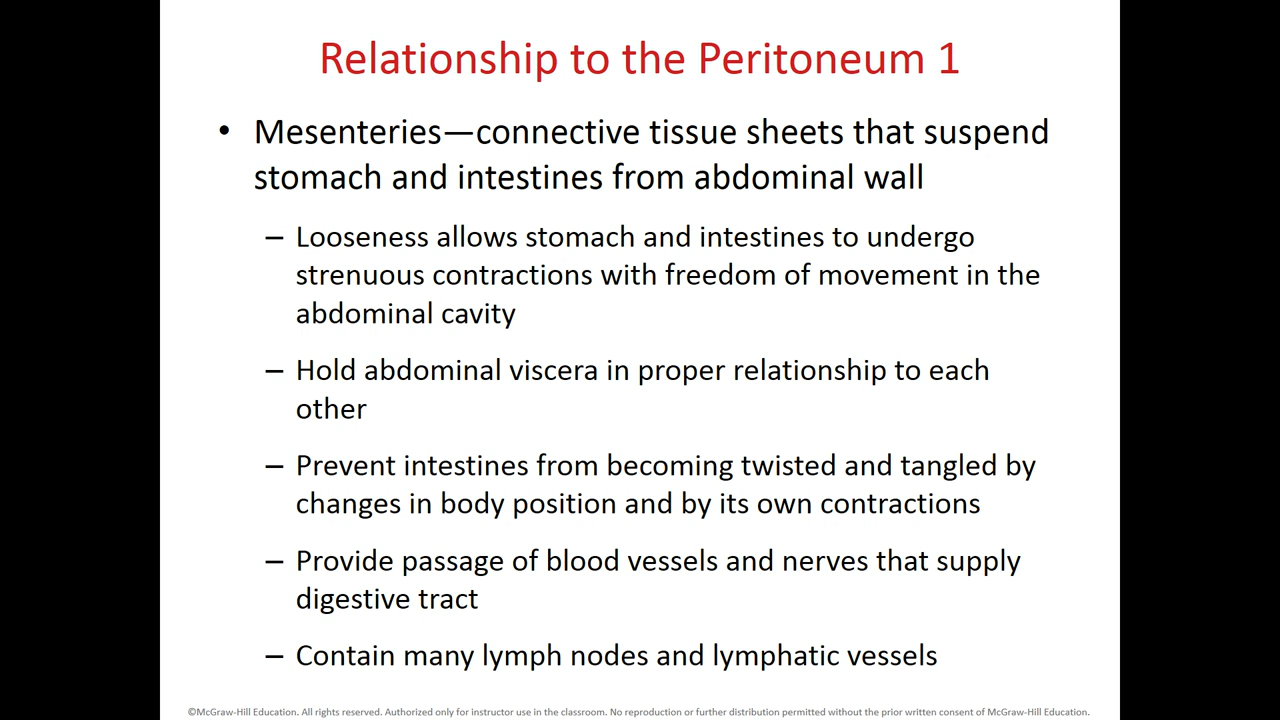 Relationship to the Peritoneum 1
• Mesenteries—connective tissue sheets that suspend
stomach and intestines from abdominal wall
– Looseness allows stomach and intestines to undergo
strenuous contractions with freedom of movement in the
abdominal cavity
– Hold abdominal viscera in proper relationship to each
other
– Prevent intestines from becoming twisted and tangled by
changes in body position and by its own contractions
– Provide passage of blood vessels and nerves that supply
digestive tract
– Contain many lymph nodes and lymphatic vessels
©McGraw-Hill Education. All rights reserved. Authorized only for instructor use in the classroom. No reproduction or further distribution permitted without the prior written consent of McGraw-Hill Education.